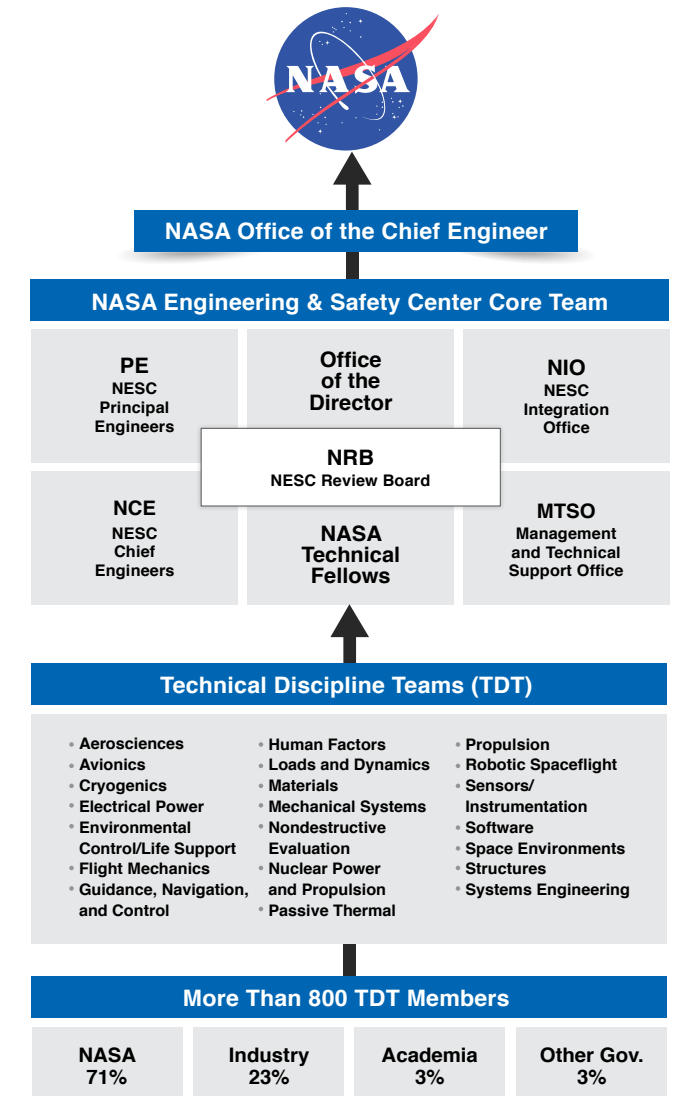 NASA
NASA Office of the Chief Engineer
NASA Engineering & Safety Center Core Team
PE
NESC
Principal
Engineers
Office
of the
Director
NIO
NESC
Integration
Office
NRB
NESC Review Board
NCE
NESC
Chief
Engineers
NASA
Technical
Fellows
MTSO
Management
and Technical
Support Office
Technical Discipline Teams (TDT)
• Aerosciences
• Avionics
• Cryogenics
• Electrical Power
• Environmental
Control/Life Support
• Flight Mechanics
• Guidance, Navigation,
and Control
• Human Factors
• Loads and Dynamics
• Materials
• Mechanical Systems
• Nondestructive
Evaluation
• Nuclear Power
and Propulsion
• Passive Thermal
• Propulsion
• Robotic Spaceflight
• Sensors/
Instrumentation
• Software
• Space Environments
• Structures
• Systems Engineering
More Than 800 TDT Members
NASA
71%
Industry
23%
Academia
3%
Other Gov.
3%